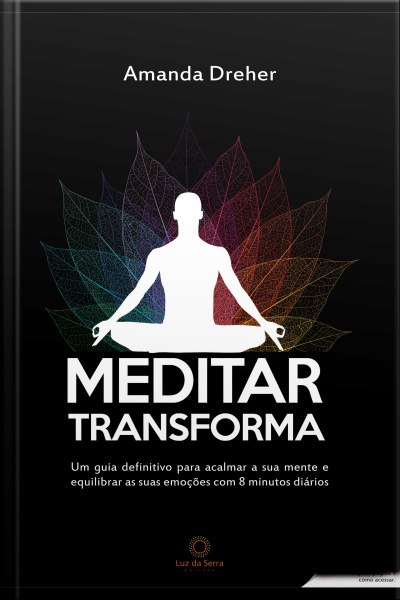 Amanda Dreher
MEDITAR
TRANSFORMA
Um guia definitivo para acalmar a sua mente e
equilibrar as suas emoções com 8 minutos diários
Luz da Serra
EDITORA
como acessar.